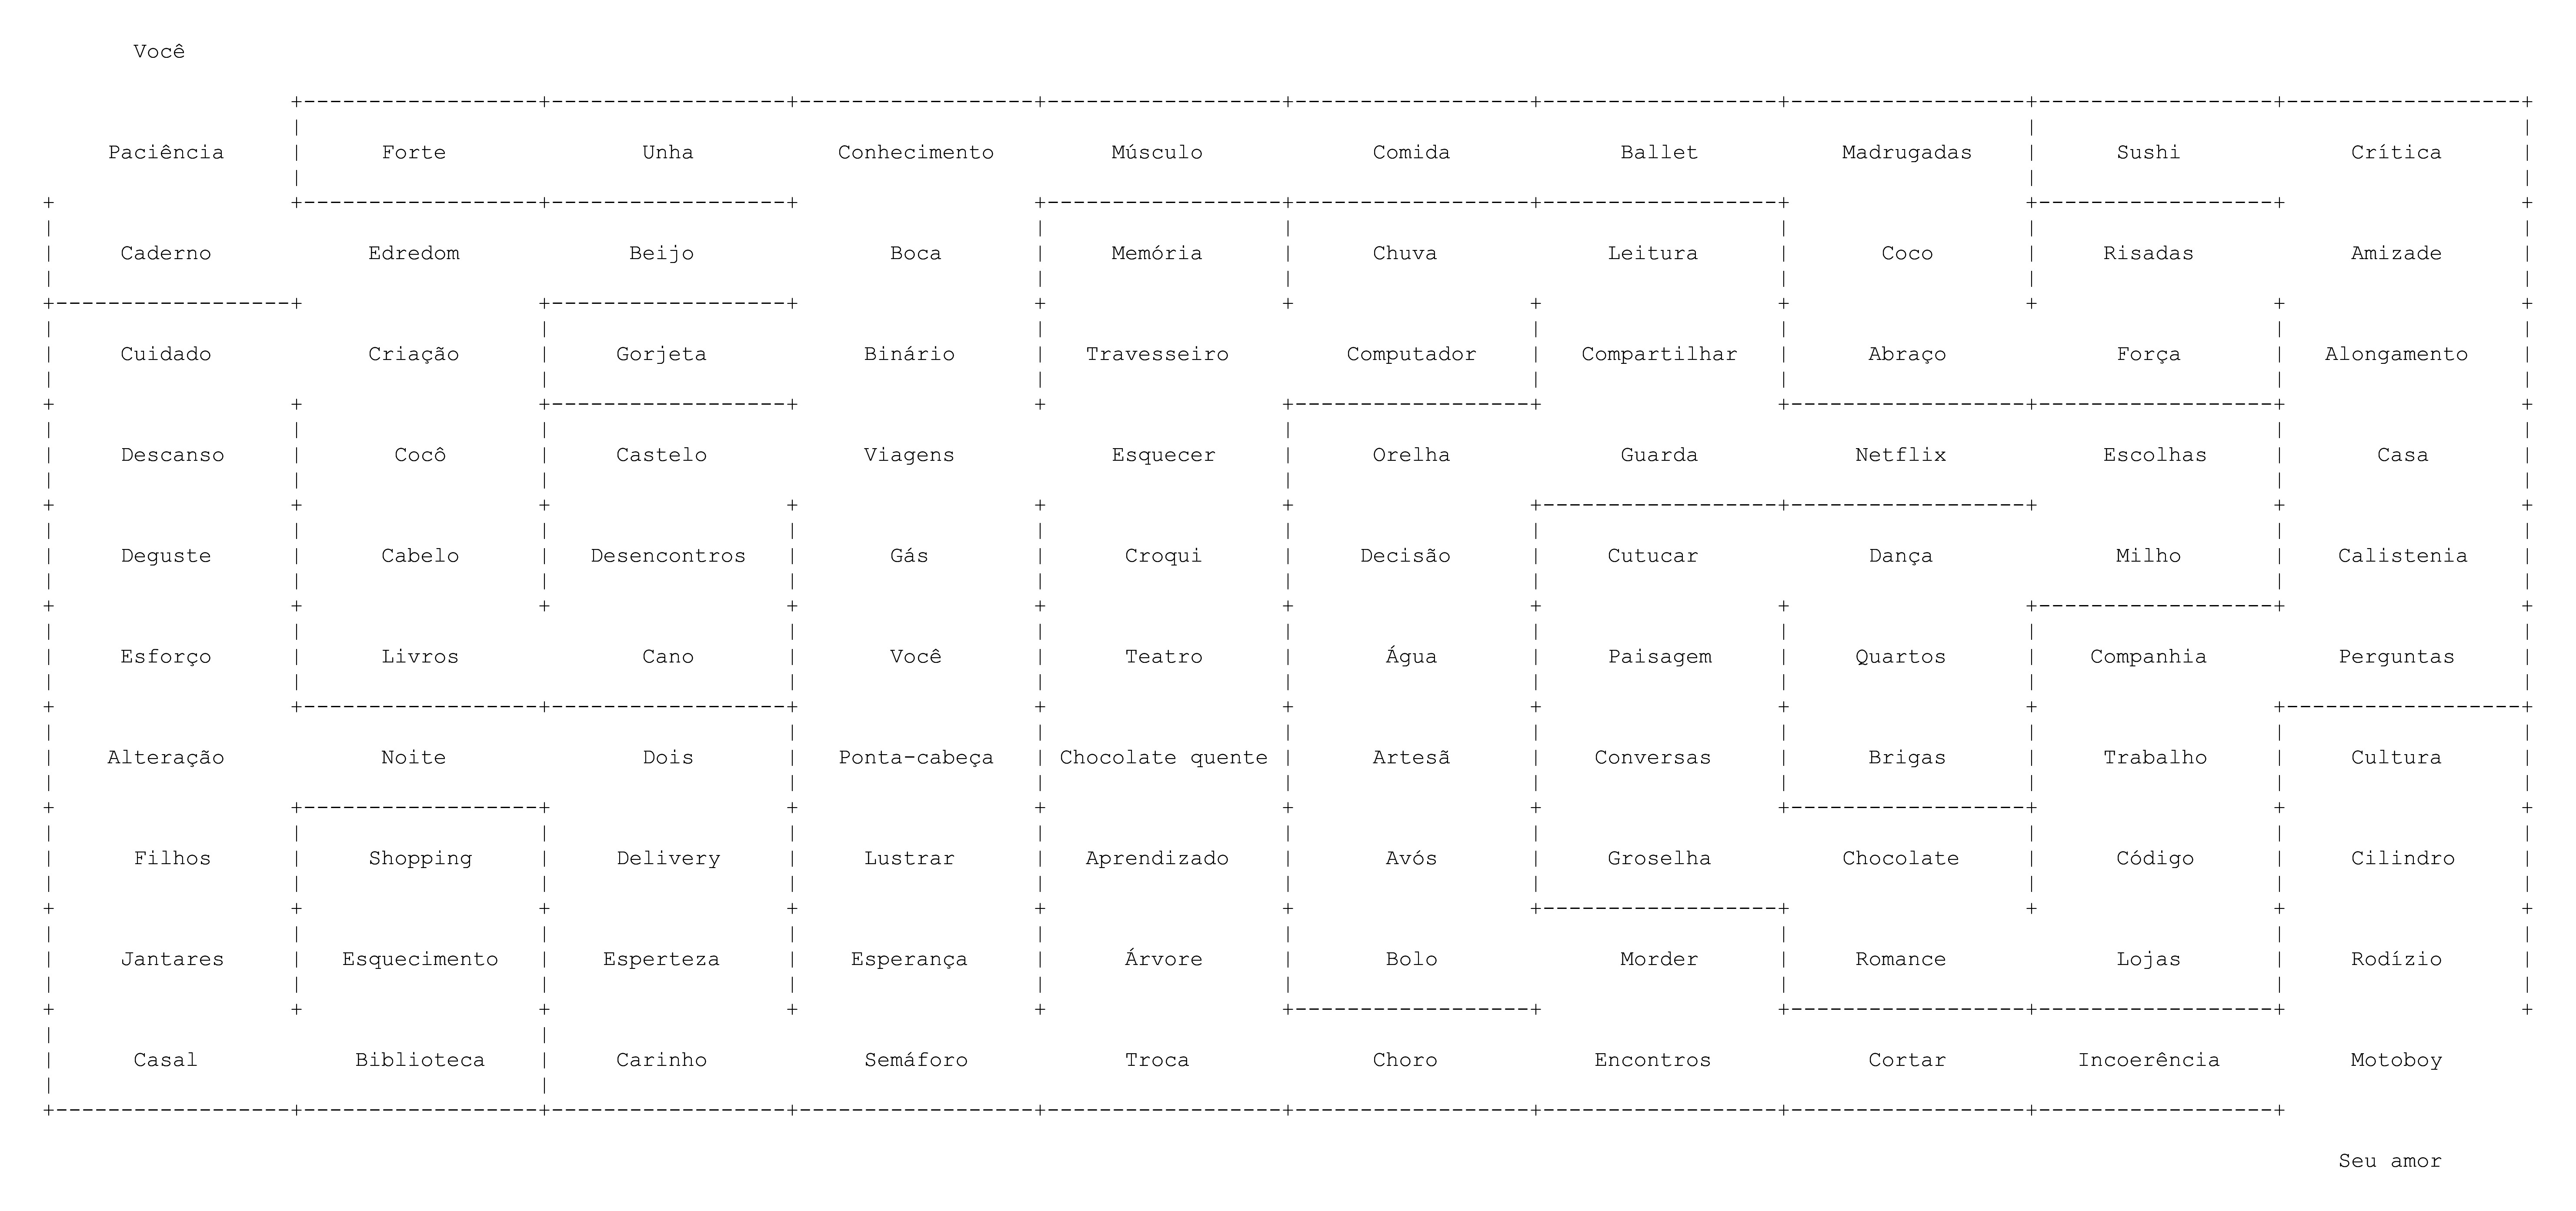 Você
Paciência Forte Unha Conhecimento Músculo Comida Ballet Madrugadas Sushi Crítica
Caderno Edredom Beijo Boca Memória Chuva Leitura Coco Risadas Amizade
Cuidado Criação Gorjeta Binário Travesseiro Computador Compartilhar Abraço Força Alongamento
Descanso Cocô Castelo Viagens Esquecer Orelha Guarda Netflix Escolhas Casa
Deguste Cabelo Desencontros Gás Croqui Decisão Cutucar Dança Milho Calistenia
Esforço Livros Cano Você Teatro Água Paisagem Quartos Companhia Perguntas
Alteração Noite Dois Ponta-cabeça Chocolate quente Artesã Conversas Brigas Trabalho Cultura
Filhos Shopping Delivery Lustrar Aprendizado Avós Groselha Chocolate Código Cilindro
Jantares Esquecimento Esperteza Esperança Árvore Bolo Morder Romance Lojas Rodízio
Casal Biblioteca Carinho Semáforo Troca Choro Encontros Cortar Incoerência Motoboy
Seu amor